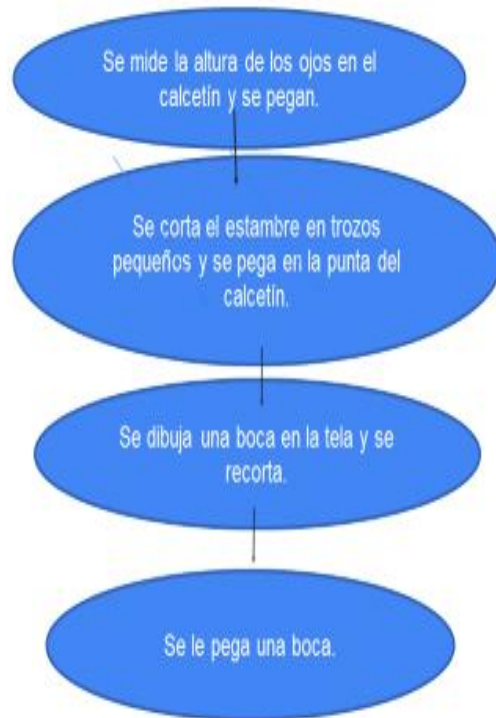 Se mide la altura de los ojos en el
calcetín y se pegan.
Se corta el estambre en trozos
pequeños y se pega en la punta del
calcetín.
Se dibuja una boca en la tela y se
recorta.
Se le pega una boca.